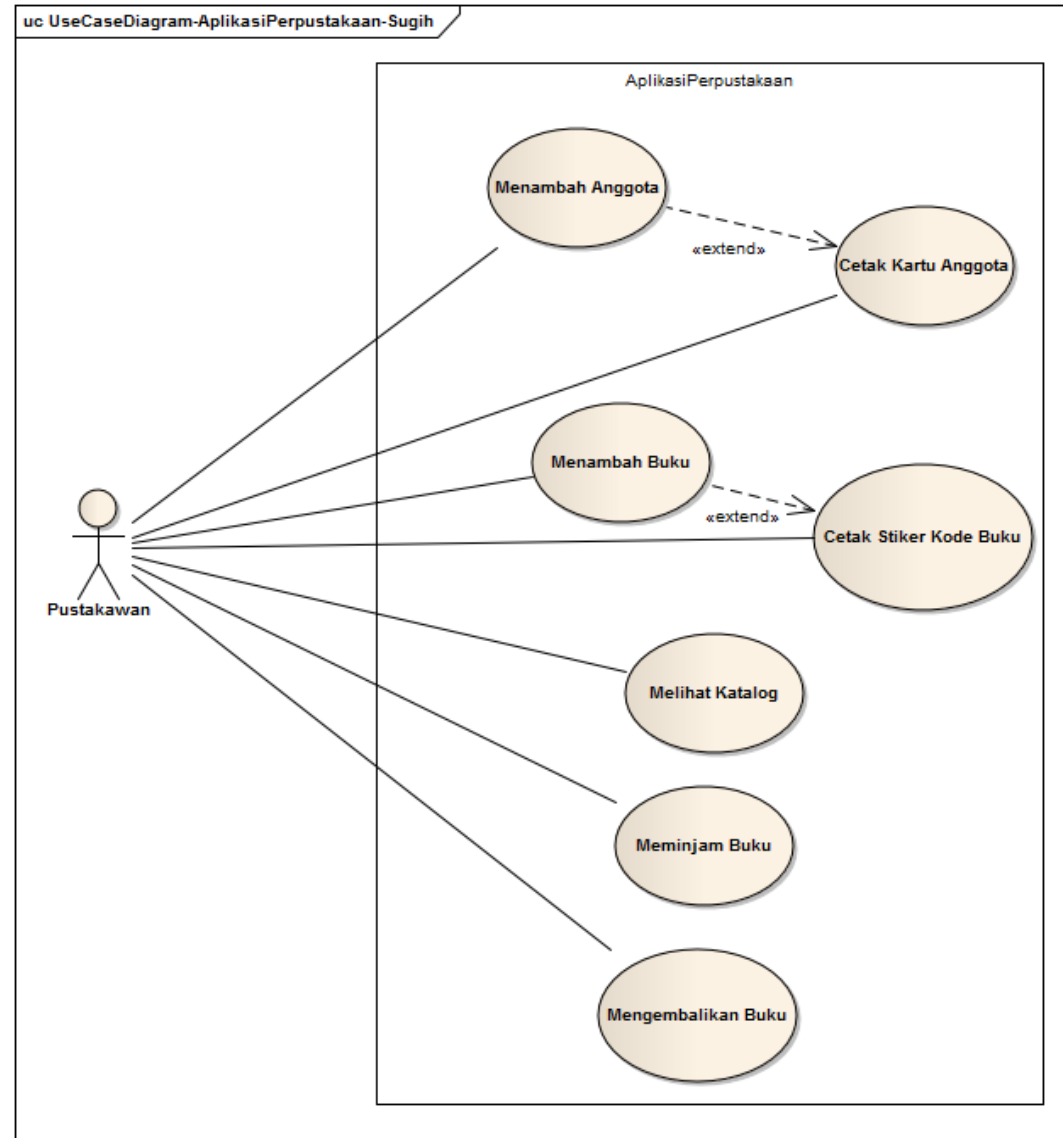 uc UseCaseDiagram-AplikasiPerpustakaan-Sugih
AplikasiPerpustakaan
Menambah Anggota
«extend»
Cetak Kartu Anggota
Menambah Buku
«extend»
Cetak Stiker Kode Buku
Pustakawan
Melihat Katalog
Meminjam Buku
Mengembalikan Buku